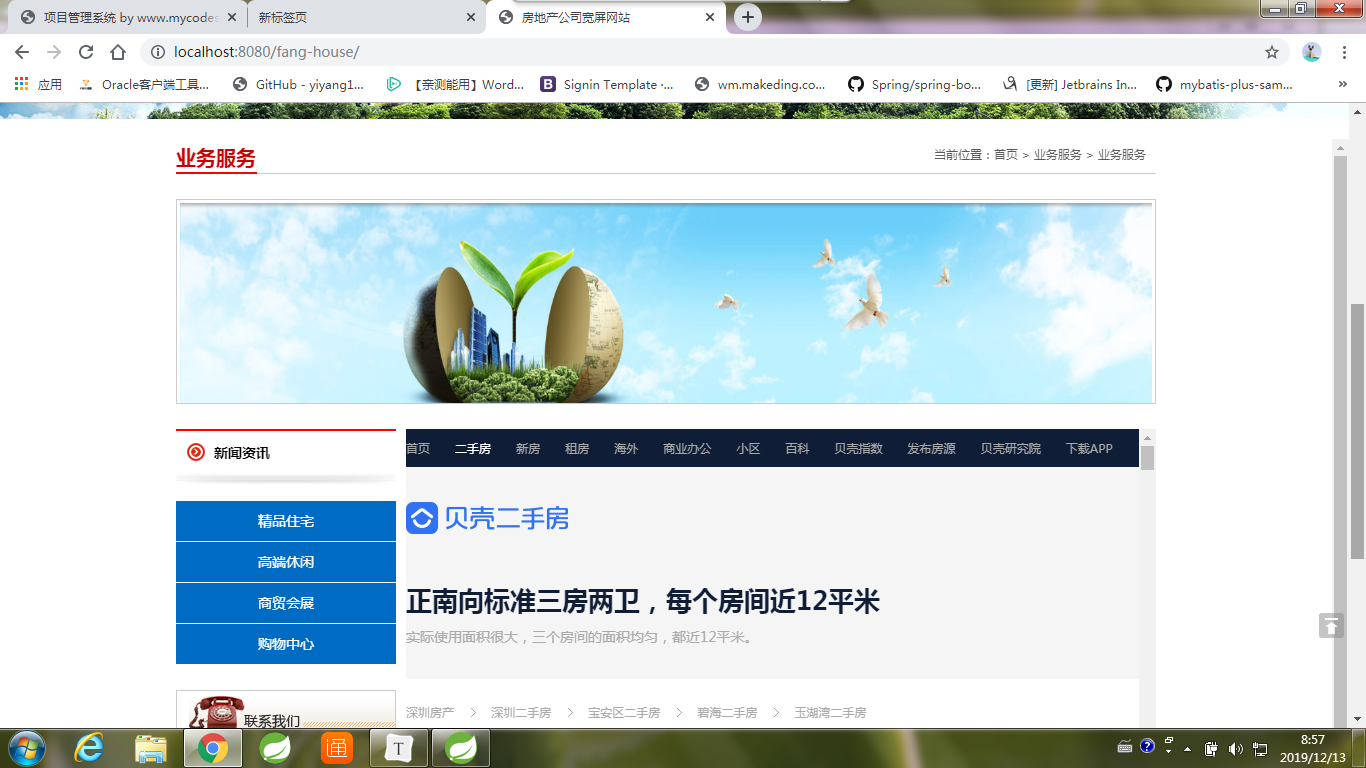 项目管理系统 by www.mycodes
新标签页
房地产公司宽屏网站
localhost:8080/fang-house/
应用
Oracle客户端工具...
GitHub - yiyang1...
【亲测能用】Word...
Signin Template ·...
wm.makeding.co...
Spring/spring-bo...
[更新] Jetbrains In...
mybatis-plus-sam...
»
业务服务
当前位置：首页 > 业务服务 > 业务服务
新闻资讯
首页 二手房 新房 租房 海外 商业办公 小区 百科 贝壳指数 发布房源 贝壳研究院 下载APP
贝壳二手房
精品住宅
高端休闲
商贸会展
购物中心
正南向标准三房两卫，每个房间近12平米
实际使用面积很大，三个房间的面积均匀，都近12平米。
联系我们
深圳房产 > 深圳二手房 > 宝安区二手房 > 碧海二手房 > 玉湖湾二手房
通
T
8:57
2019/12/13